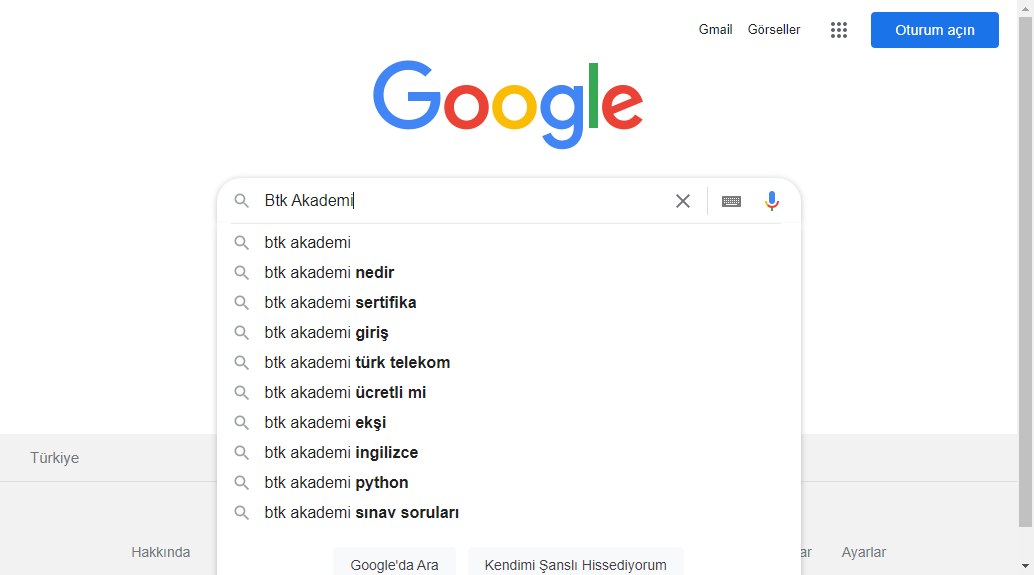 Gmail Görseller Oturum açın
Google
Btk Akademi
btk akademi
btk akademi nedir
btk akademi sertifika
btk akademi giriş
btk akademi türk telekom
btk akademi ücretli mi
btk akademi ekşi
btk akademi ingilizce
btk akademi python
btk akademi sınav soruları
Türkiye
Google'da Ara Kendimi Şanslı Hissediyorum
Hakkında ar Ayarlar